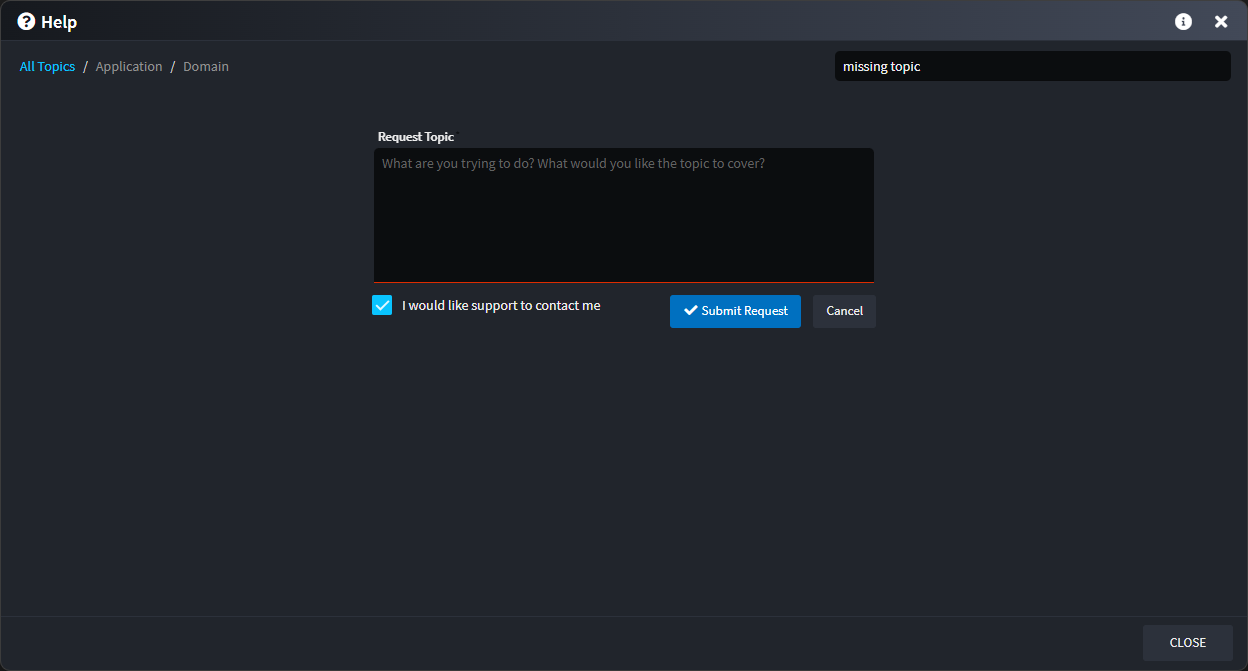 Help
All Topics / Application / Domain
missing topic
Request Topic
What are you trying to do? What would you like the topic to cover?
I would like support to contact me
Submit Request
Cancel
CLOSE